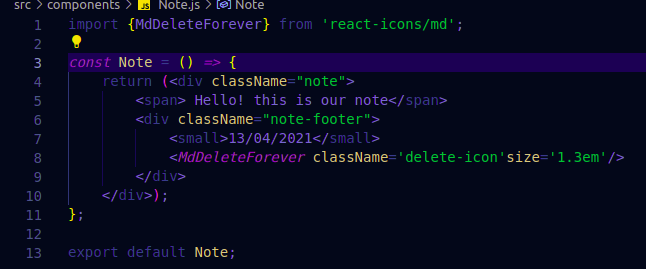 src > components > JS Note.js > Note
1 import {MdDeleteForever} from 'react-icons/md';
2
3 const Note = () => {
4     return (<div className="note">
5         <span> Hello! this is our note</span>
6         <div className="note-footer">
7             <small>13/04/2021</small>
8             <MdDeleteForever className='delete-icon'size='1.3em'/>
9         </div>
10     </div>);
11 };
12
13 export default Note;